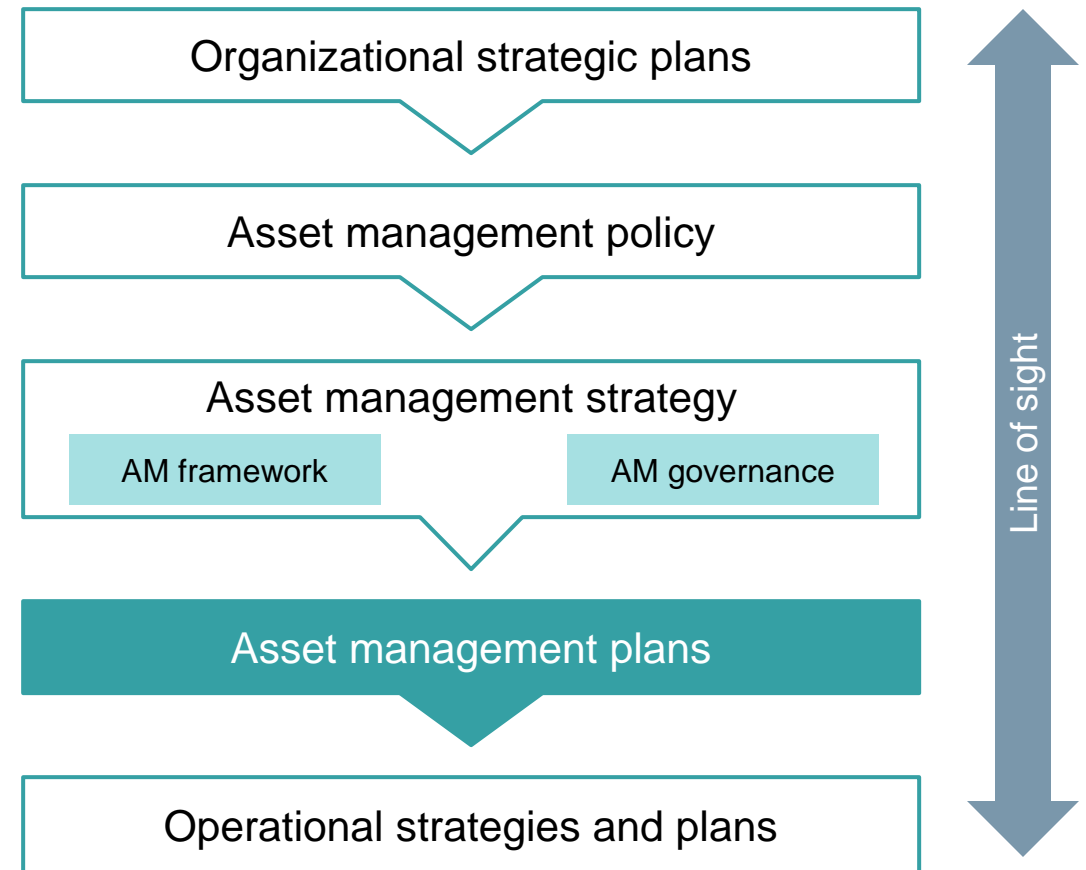 Organizational strategic plans
Asset management policy
Asset management strategy
AM framework
AM governance
Asset management plans
Operational strategies and plans
Line of sight